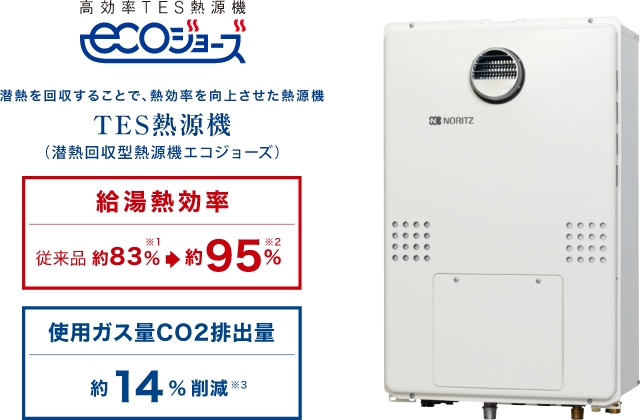 高効率TES熱源機
ecoジョーズ
潜熱を回収することで、熱効率を向上させた熱源機
TES熱源機
（潜熱回収型熱源機エコジョーズ）
給湯熱効率
従来品 約83%※1 ➡ 約95%※2
使用ガス量CO2排出量
約14%削減※3
NORITZ